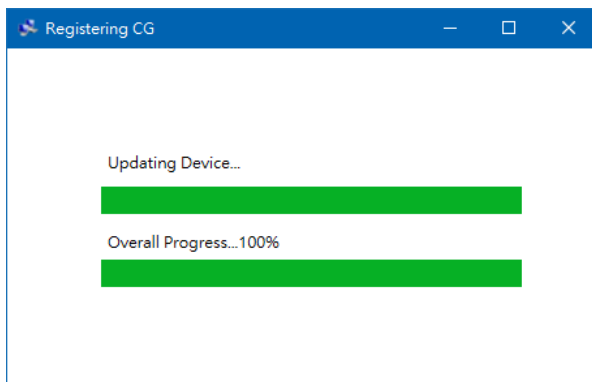 Registering CG
Updating Device...
Overall Progress...100%